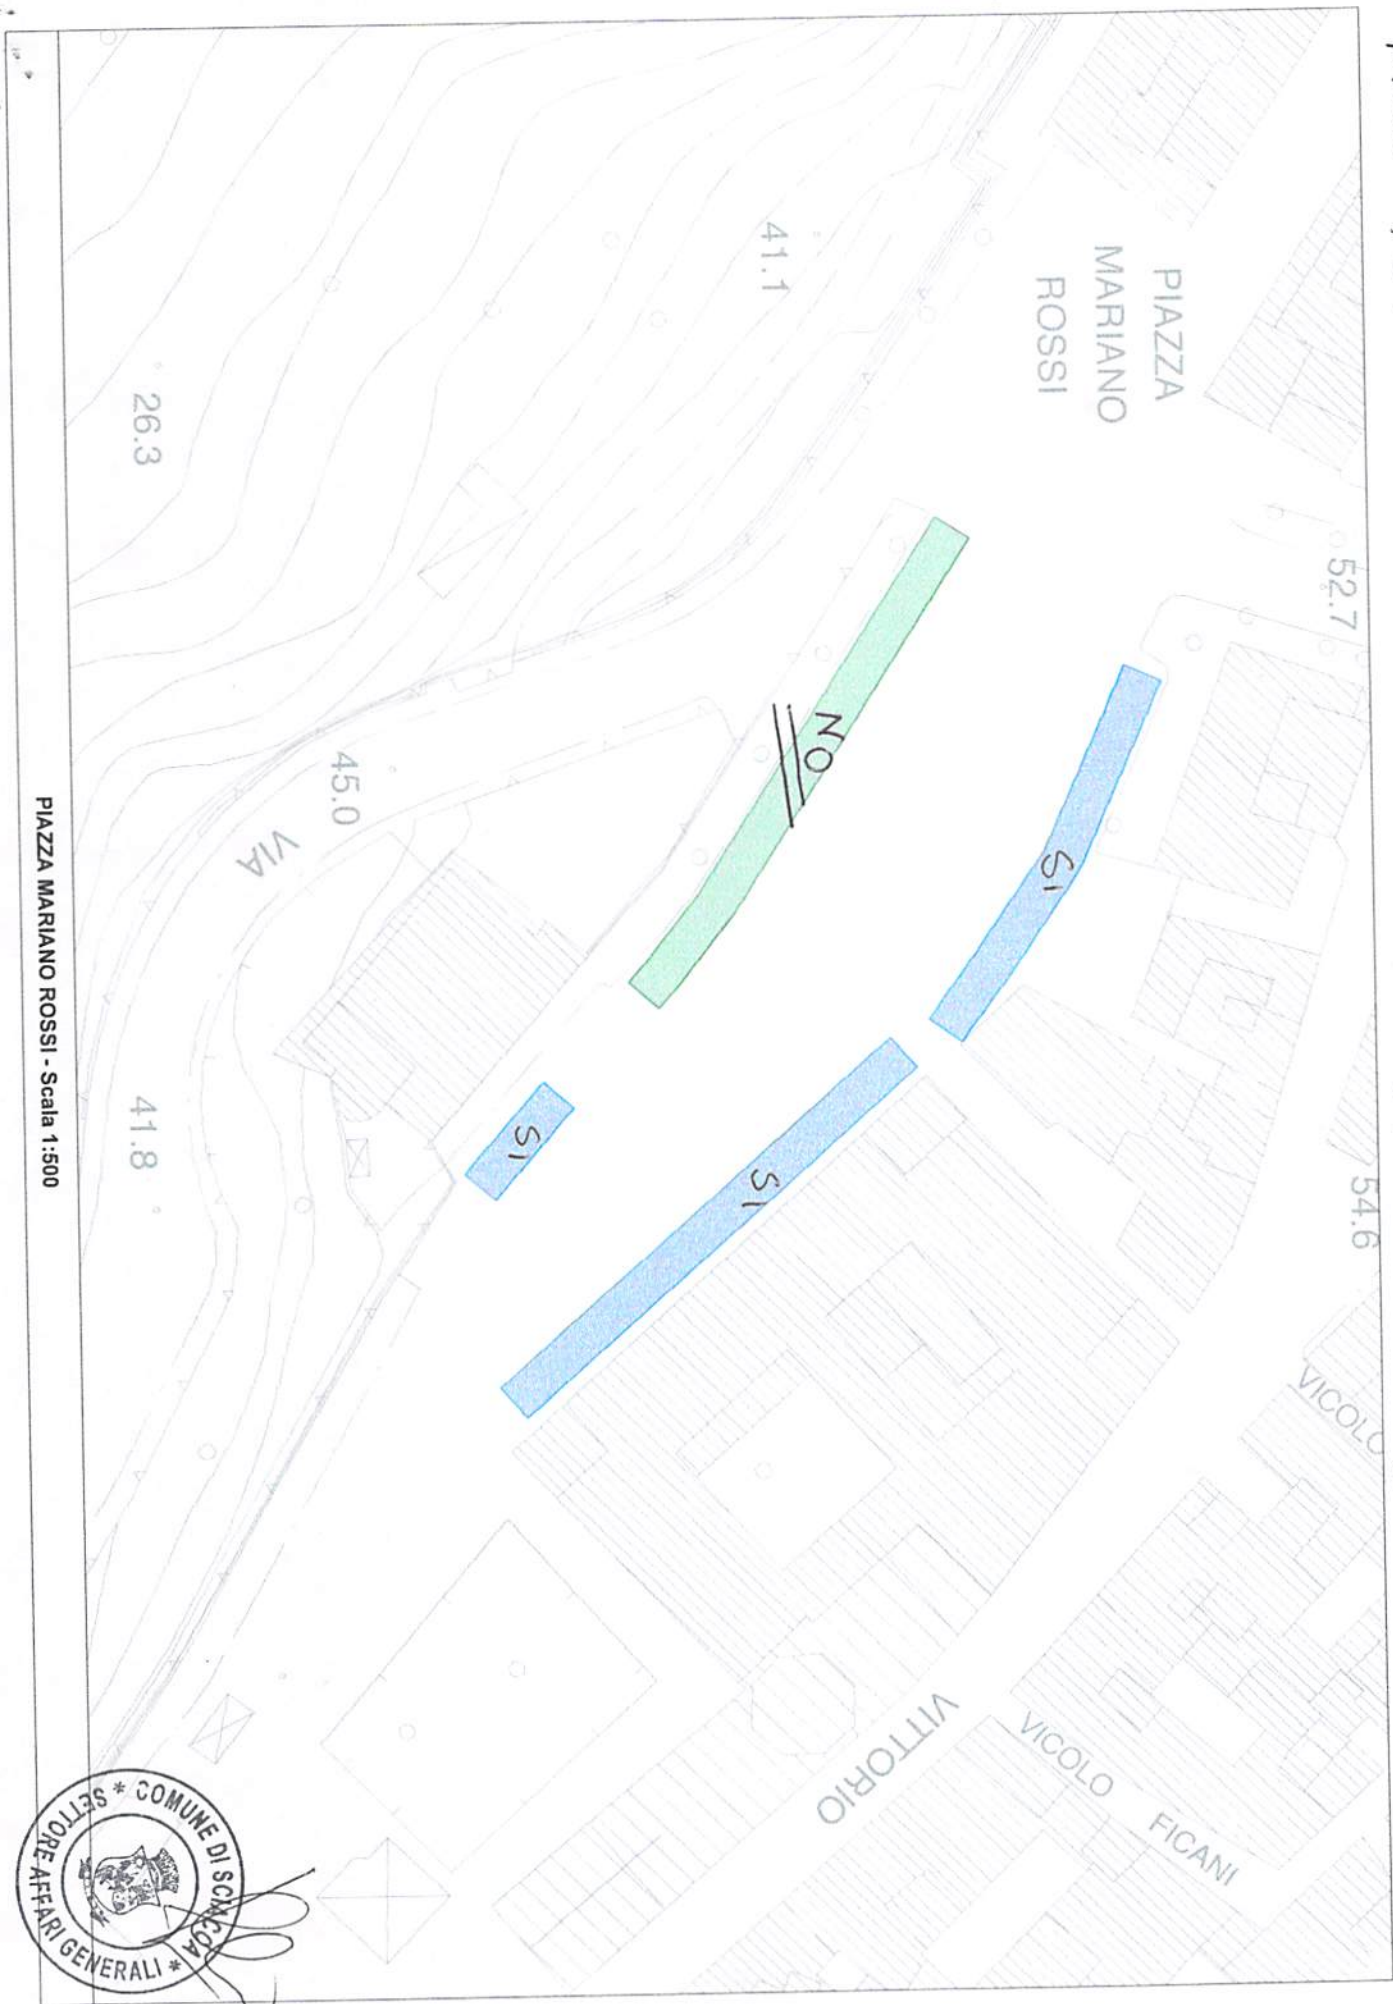 PIAZZA
MARIANO
ROSSI
52.7
41.1
26.3
NO
SI
45.0
VIA
SI
SI
41.8
54.6
VICOLO
VICOLO FICANI
VITTORIO
PIAZZA MARIANO ROSSI - Scala 1:500
* COMUNE DI SCIACCA *
SETTORE AFFARI GENERALI